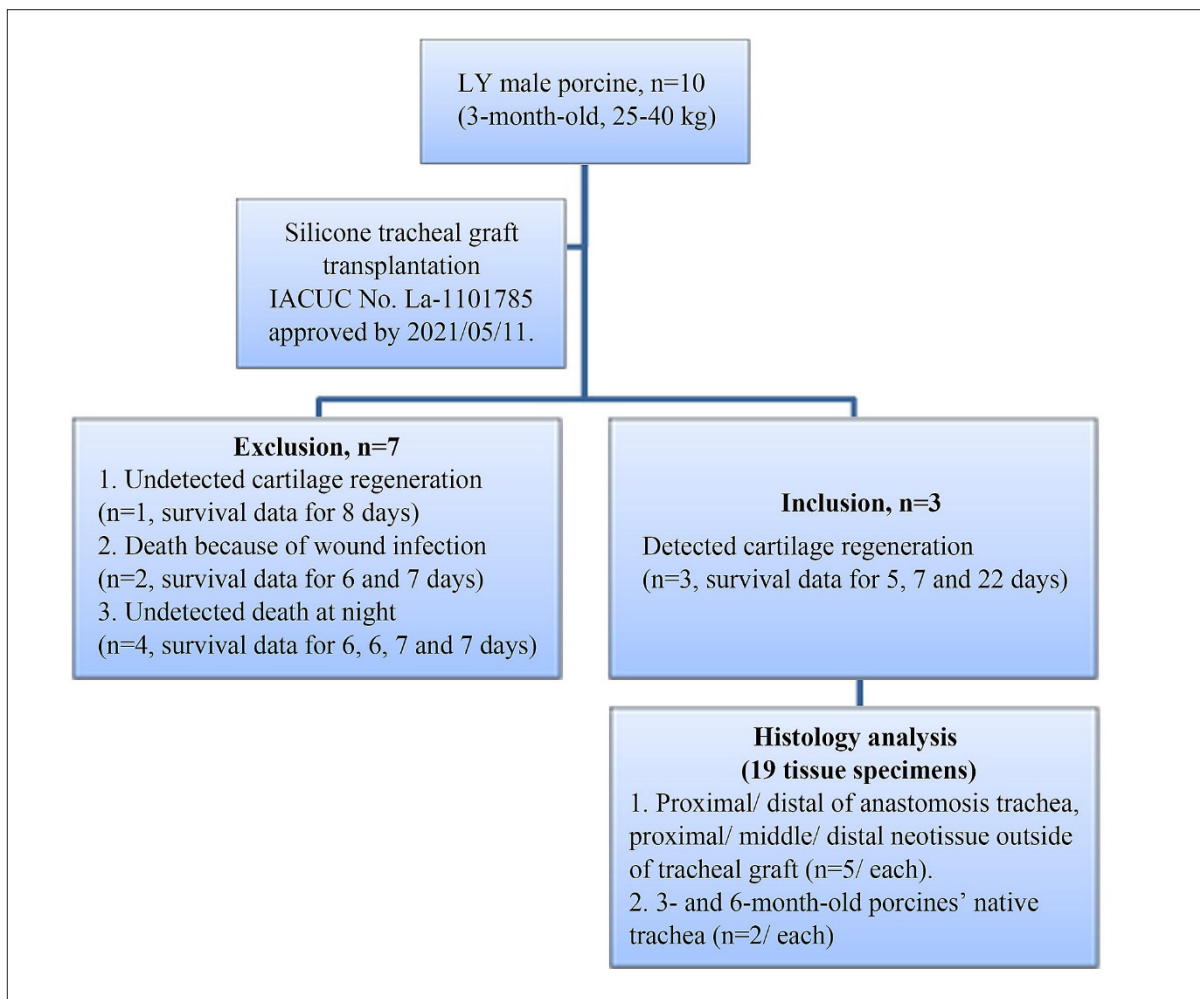 LY male porcine, n=10
(3-month-old, 25-40 kg)
Silicone tracheal graft
transplantation
IACUC No. La-1101785
approved by 2021/05/11.
Exclusion, n=7
1. Undetected cartilage regeneration
(n=1, survival data for 8 days)
2. Death because of wound infection
(n=2, survival data for 6 and 7 days)
3. Undetected death at night
(n=4, survival data for 6, 6, 7 and 7 days)
Inclusion, n=3
Detected cartilage regeneration
(n=3, survival data for 5, 7 and 22 days)
Histology analysis
(19 tissue specimens)
1. Proximal/ distal of anastomosis trachea,
proximal/ middle/ distal neotissue outside
of tracheal graft (n=5/ each).
2. 3- and 6-month-old porcines’ native
trachea (n=2/ each)